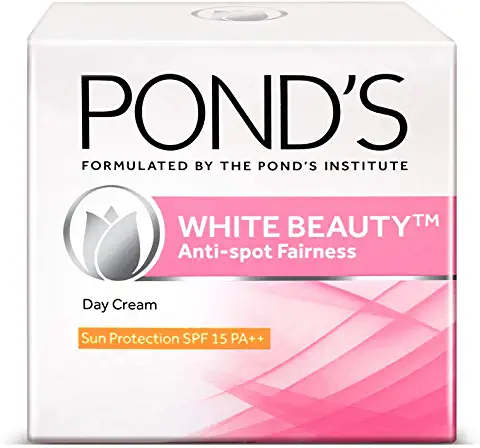 POND'S
FORMULATED BY THE POND'S INSTITUTE
WHITE BEAUTY™
Anti-spot Fairness
Day Cream
Sun Protection SPF 15 PA++